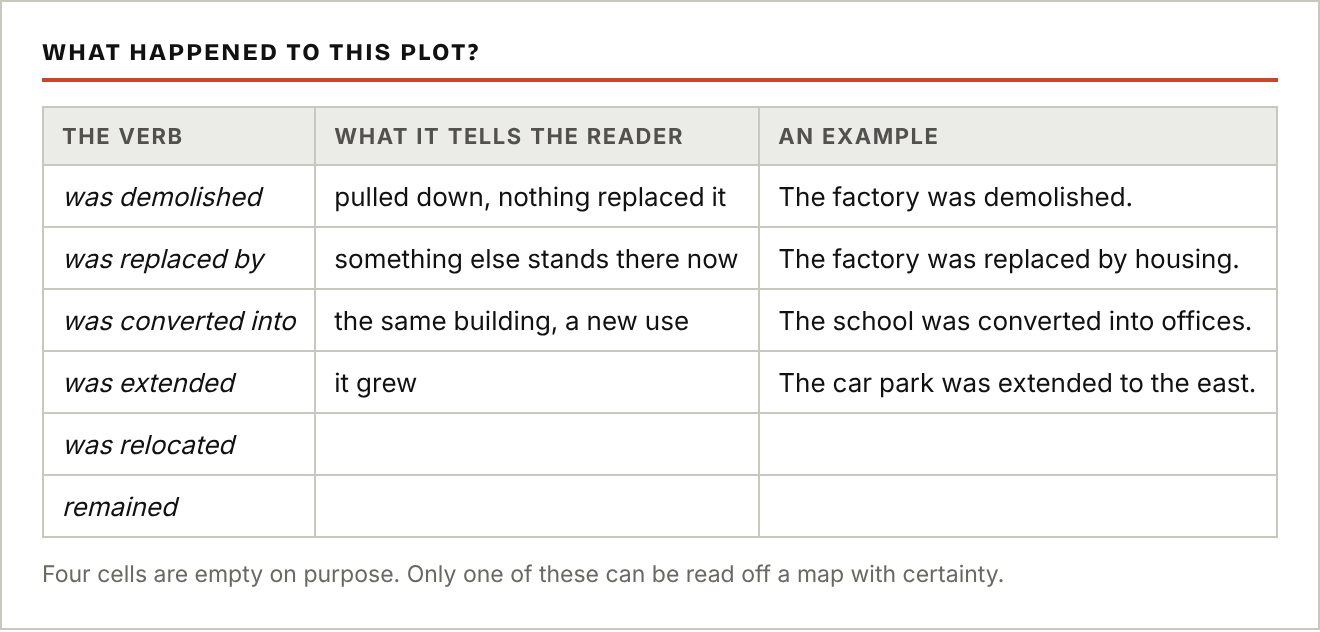 WHAT HAPPENED TO THIS PLOT?
THE VERB WHAT IT TELLS THE READER AN EXAMPLE
was demolished pulled down, nothing replaced it The factory was demolished.
was replaced by something else stands there now The factory was replaced by housing.
was converted into the same building, a new use The school was converted into offices.
was extended it grew The car park was extended to the east.
was relocated
remained
Four cells are empty on purpose. Only one of these can be read off a map with certainty.